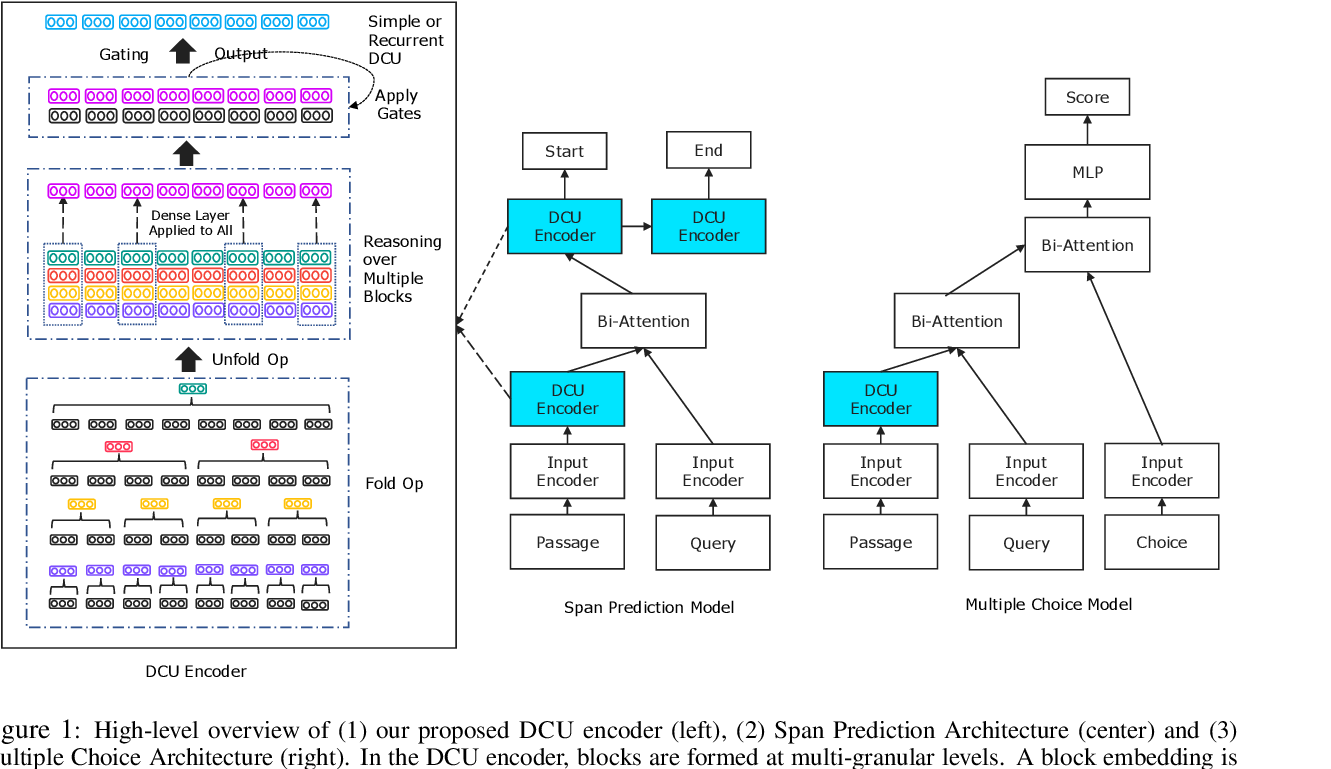 Simple or
Recurrent
DCU
Gating
Output
Apply
Gates
Dense Layer
Applied to All
Reasoning
over
Multiple
Blocks
Unfold Op
Fold Op
DCU Encoder
Start
End
DCU
Encoder
DCU
Encoder
Bi-Attention
DCU
Encoder
Input
Encoder
Input
Encoder
Passage
Query
Span Prediction Model
Score
MLP
Bi-Attention
Bi-Attention
DCU
Encoder
Input
Encoder
Input
Encoder
Input
Encoder
Passage
Query
Choice
Multiple Choice Model
gure 1: High-level overview of (1) our proposed DCU encoder (left), (2) Span Prediction Architecture (center) and (3)
ultiple Choice Architecture (right). In the DCU encoder, blocks are formed at multi-granular levels. A block embedding is